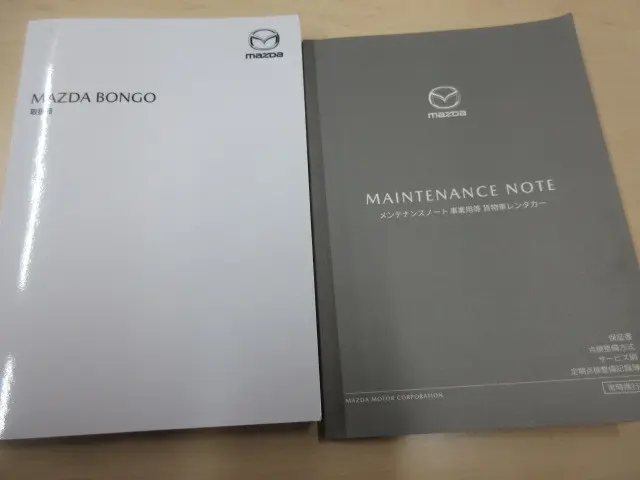 mazda
MAZDA BONGO
取扱書
mazda
MAINTENANCE NOTE
メンテナンスノート 事業用等 貨物車レンタカー
保証書
点検整備方式
サービス網
定期点検整備記録簿
MAZDA MOTOR CORPORATION